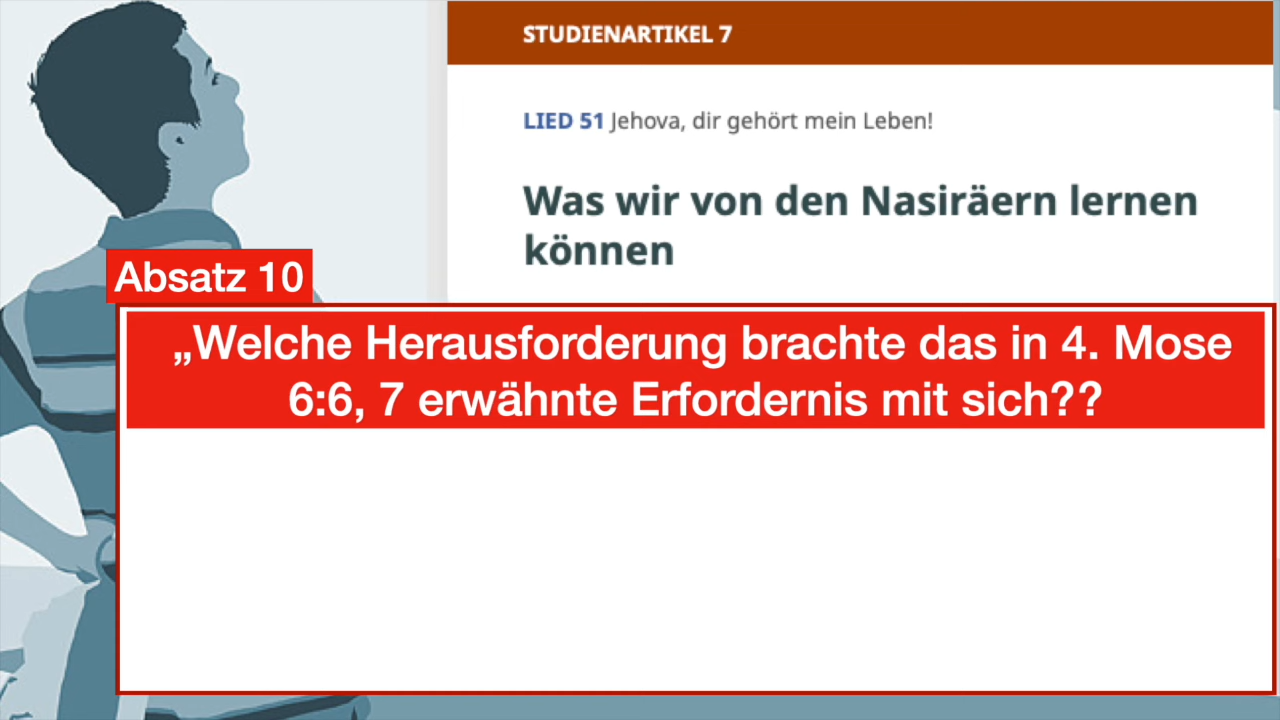 STUDIENARTIKEL 7
LIED 51 Jehova, dir gehört mein Leben!
Was wir von den Nasiräern lernen
können
Absatz 10
„Welche Herausforderung brachte das in 4. Mose
6:6, 7 erwähnte Erfordernis mit sich??